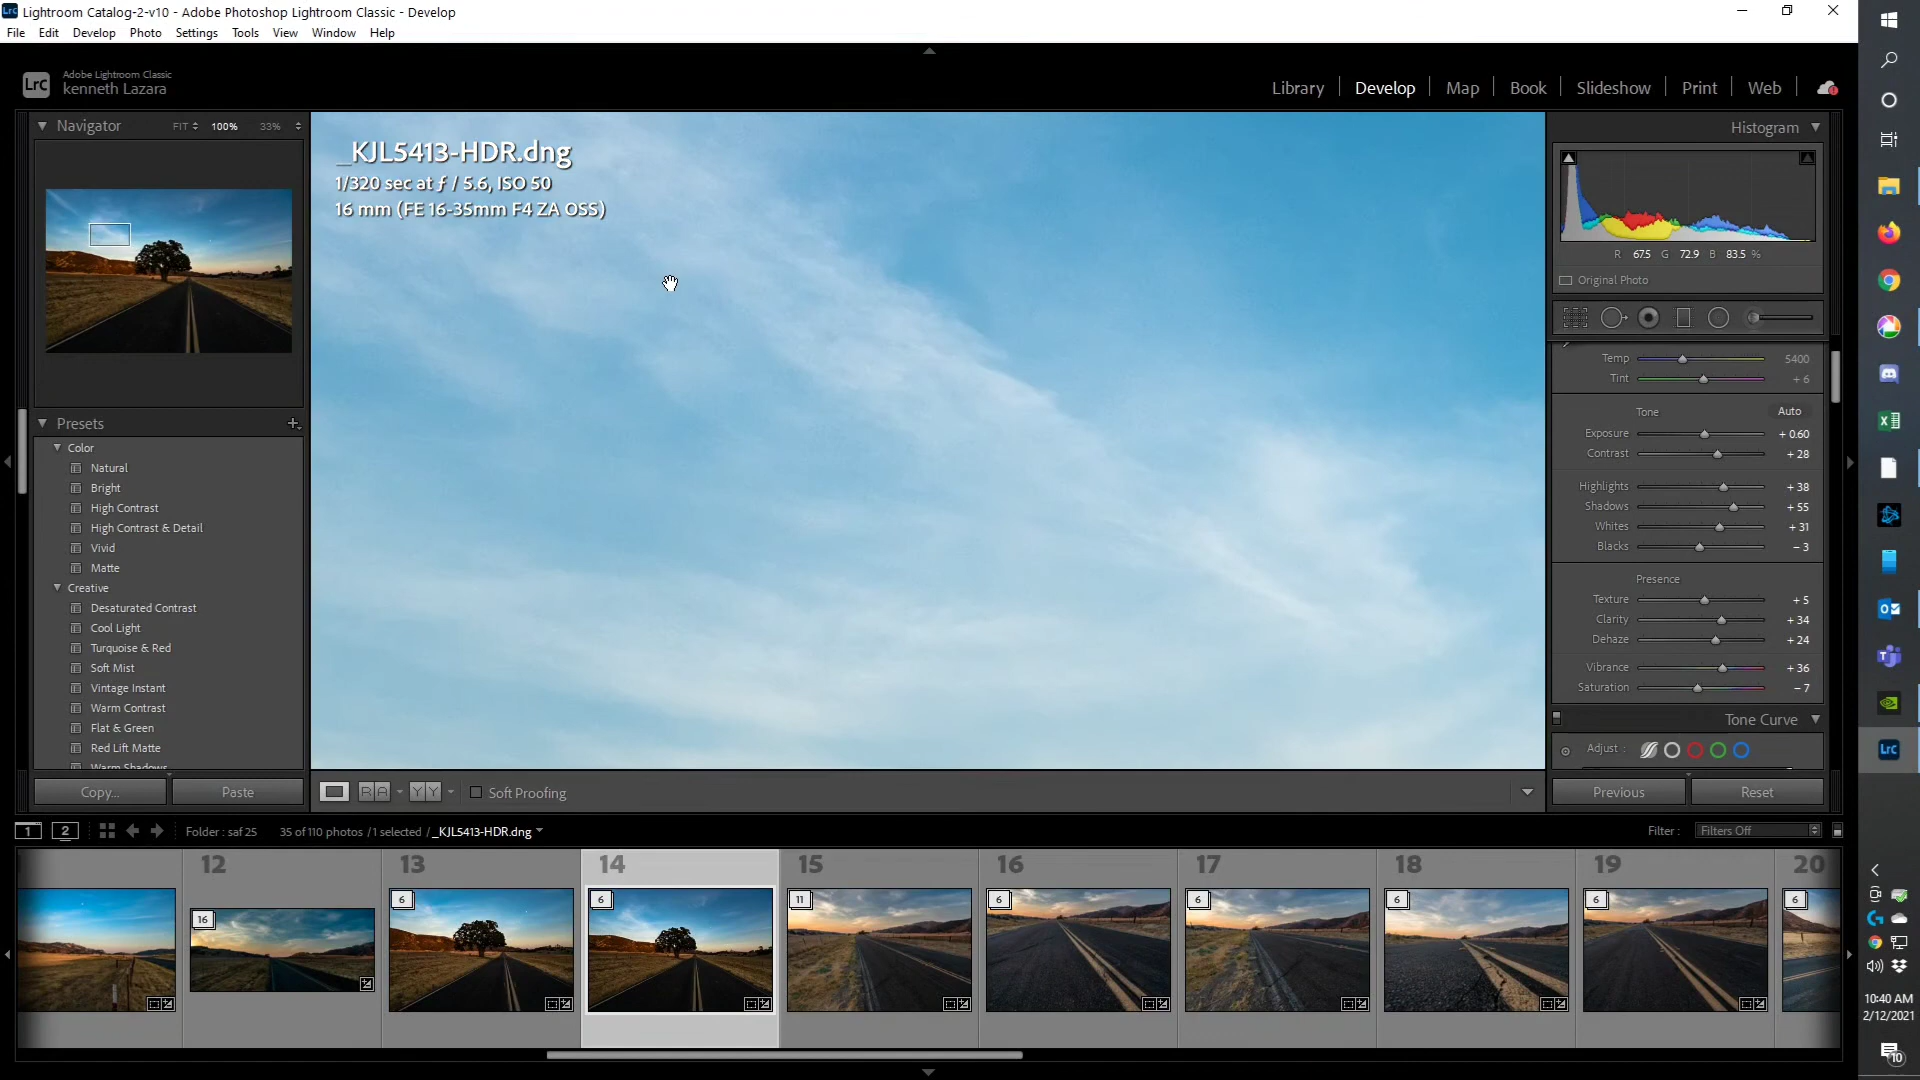 Lightroom Catalog-2-v10 - Adobe Photoshop Lightroom Classic - Develop
File Edit Develop Photo Settings Tools View Window Help
LrC
Adobe Lightroom Classic
kenneth Lazara
Library Develop Map Book Slideshow Print Web
Navigator FIT 100% 33%
_KJL5413-HDR.dng
1/320 sec at ƒ / 5.6, ISO 50
16 mm (FE 16-35mm F4 ZA OSS)
Histogram
R 67.5 G 72.9 B 83.5 %
Original Photo
Temp 5400
Tint + 6
Tone Auto
Exposure + 0.60
Contrast + 28
Highlights + 38
Shadows + 55
Whites + 31
Blacks - 3
Presence
Texture + 5
Clarity + 34
Dehaze + 24
Vibrance + 36
Saturation - 7
Tone Curve
Adjust :
Presets
Color
Natural
Bright
High Contrast
High Contrast & Detail
Vivid
Matte
Creative
Desaturated Contrast
Cool Light
Turquoise & Red
Soft Mist
Vintage Instant
Warm Contrast
Flat & Green
Red Lift Matte
Warm Shadows
Copy... Paste
R A Y Y Soft Proofing
Previous Reset
1 2 Folder : saf 25 35 of 110 photos / 1 selected / _KJL5413-HDR.dng Filter : Filters Off
12 13 14 15 16 17 18 19 20
16 6 6 11 6 6 6 6 6
LrC
10:40 AM
2/12/2021
10